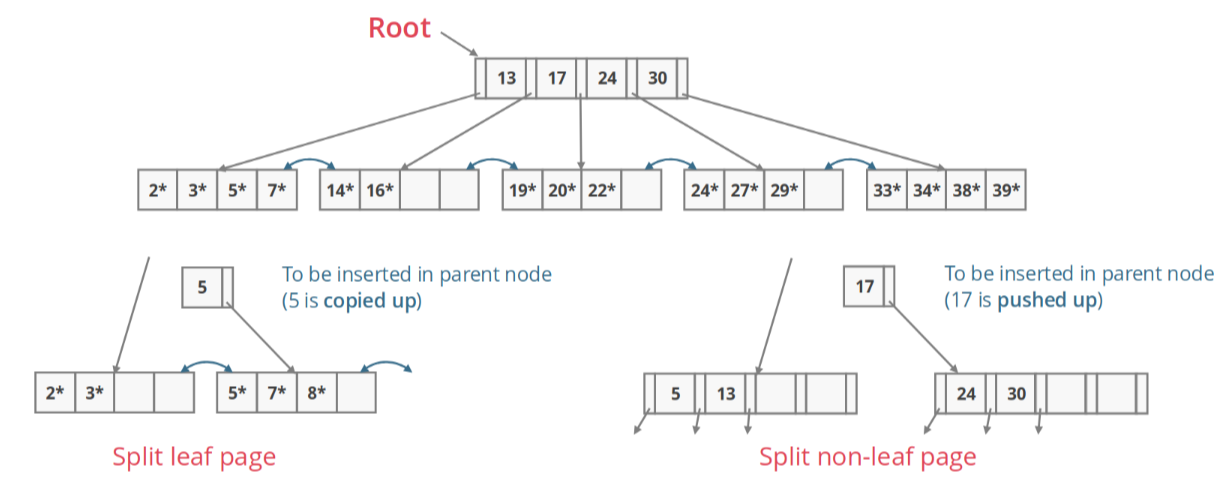 Root
13 17 24 30
2* 3* 5* 7* 14* 16* 19* 20* 22* 24* 27* 29* 33* 34* 38* 39*
5
To be inserted in parent node
(5 is copied up)
17
To be inserted in parent node
(17 is pushed up)
2* 3* 5* 7* 8*
5 13 24 30
Split leaf page
Split non-leaf page